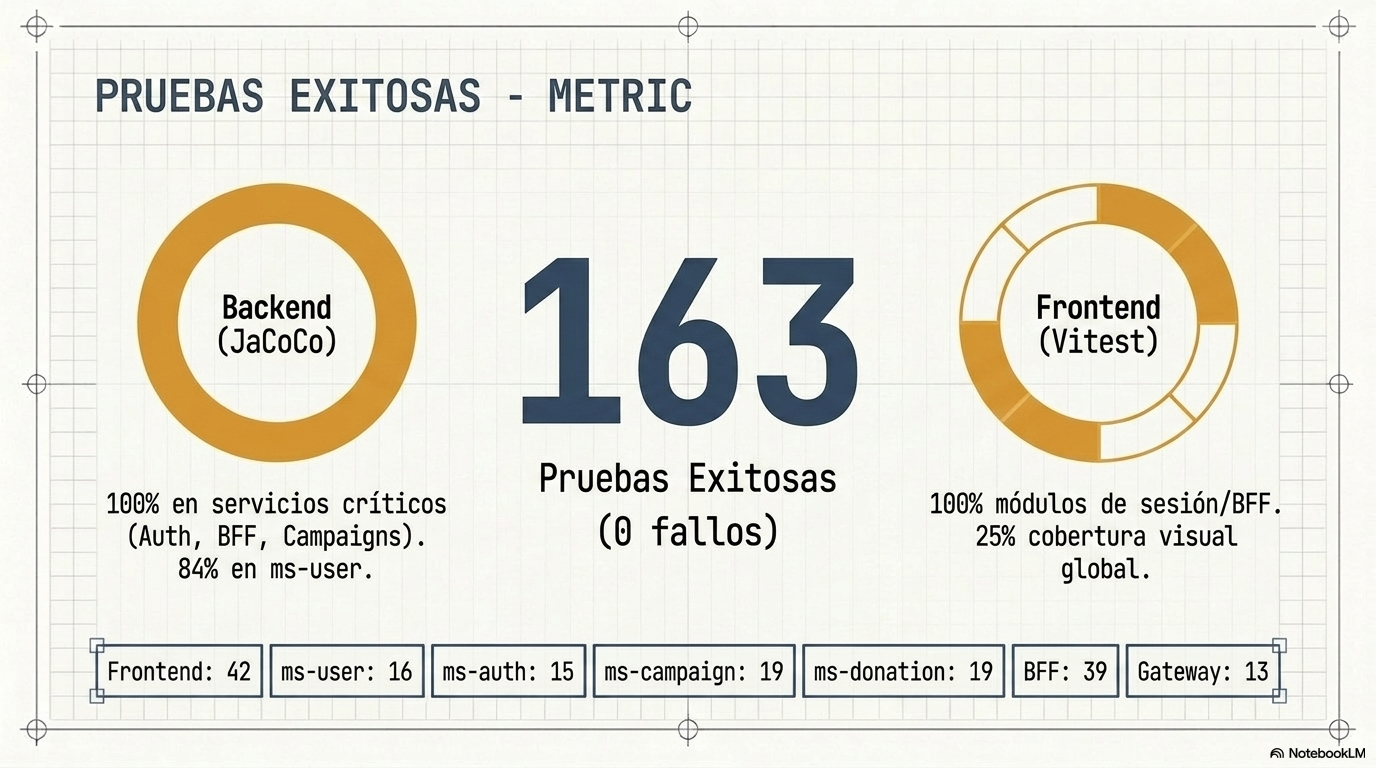 PRUEBAS EXITOSAS - METRIC
Backend
(JaCoCo)
100% en servicios críticos
(Auth, BFF, Campaigns).
84% en ms-user.
163
Pruebas Exitosas
(0 fallos)
Frontend
(Vitest)
100% módulos de sesión/BFF.
25% cobertura visual
global.
Frontend: 42
ms-user: 16
ms-auth: 15
ms-campaign: 19
ms-donation: 19
BFF: 39
Gateway: 13
NotebookLM